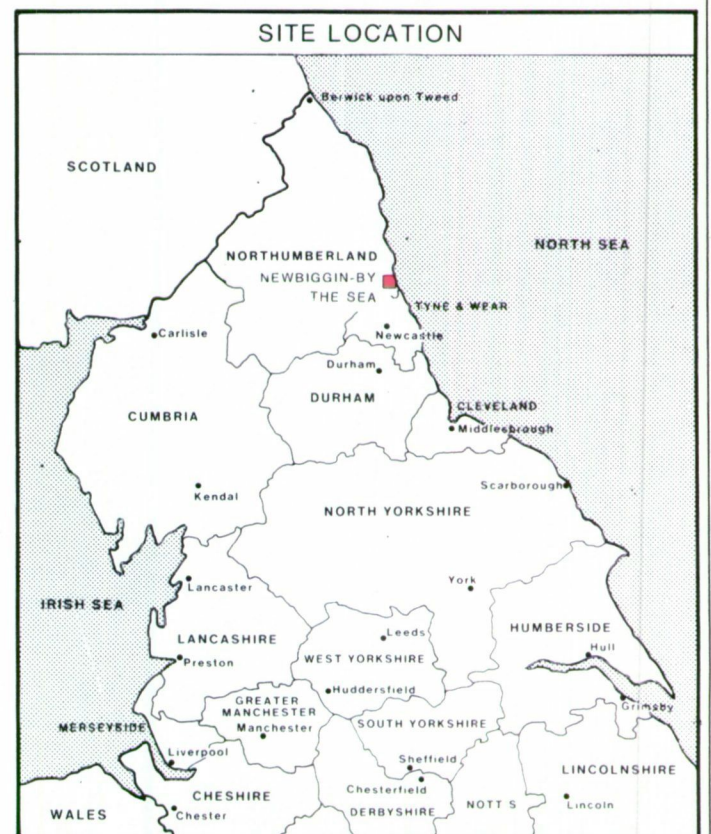 SITE LOCATION
Berwick upon Tweed
SCOTLAND
NORTH SEA
NORTHUMBERLAND
NEWBIGGIN-BY
THE SEA
TYNE & WEAR
Carlisle
Newcastle
Durham
DURHAM
CLEVELAND
CUMBRIA
Middlesbrough
Kendal
Scarborough
NORTH YORKSHIRE
Lancaster
York
IRISH SEA
HUMBERSIDE
LANCASHIRE
Leeds
Hull
WEST YORKSHIRE
Preston
Huddersfield
GREATER
MANCHESTER
Grimsby
SOUTH YORKSHIRE
MERSEYSIDE
Manchester
Liverpool
Sheffield
LINCOLNSHIRE
Chesterfield
CHESHIRE
NOTT S
Lincoln
WALES
Chester
DERBYSHIRE